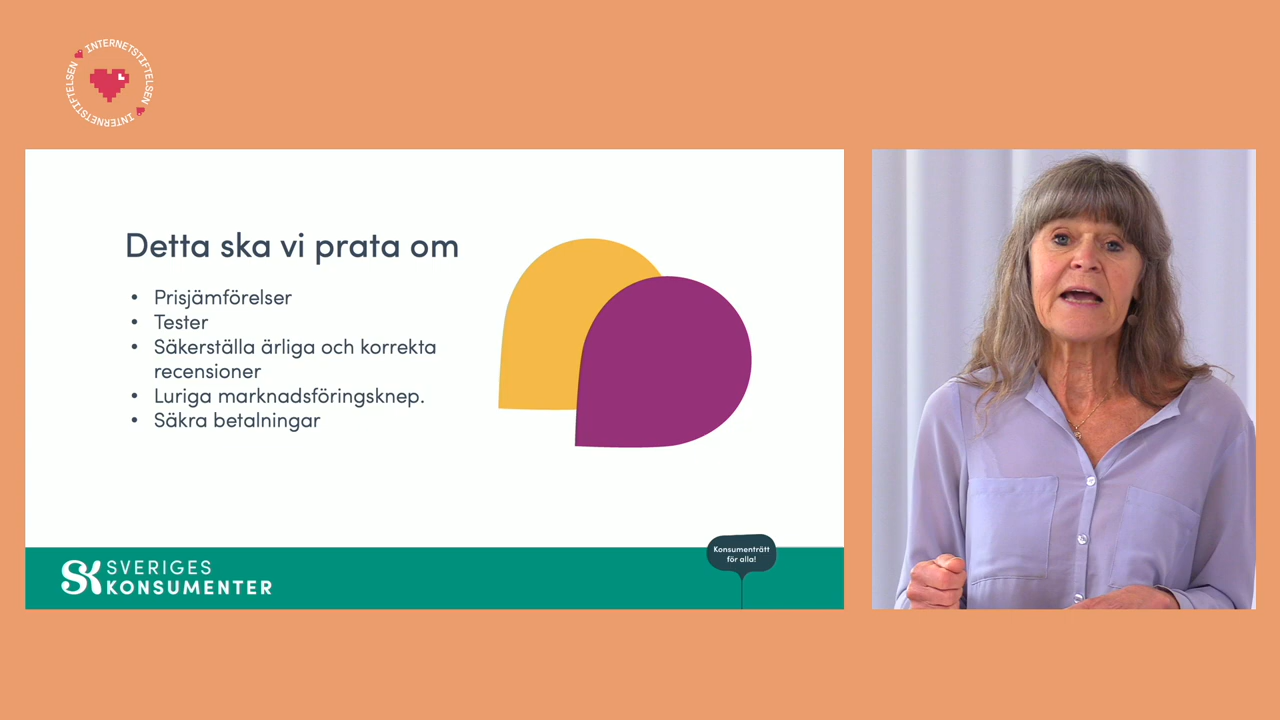 INTERNETSTIFTELSEN
INTERNETSTIFTELSEN
Detta ska vi prata om
• Prisjämförelser
• Tester
• Säkerställa ärliga och korrekta
recensioner
• Luriga marknadsföringsknep.
• Säkra betalningar
SK SVERIGES
KONSUMENTER
Konsumenträtt
för alla!